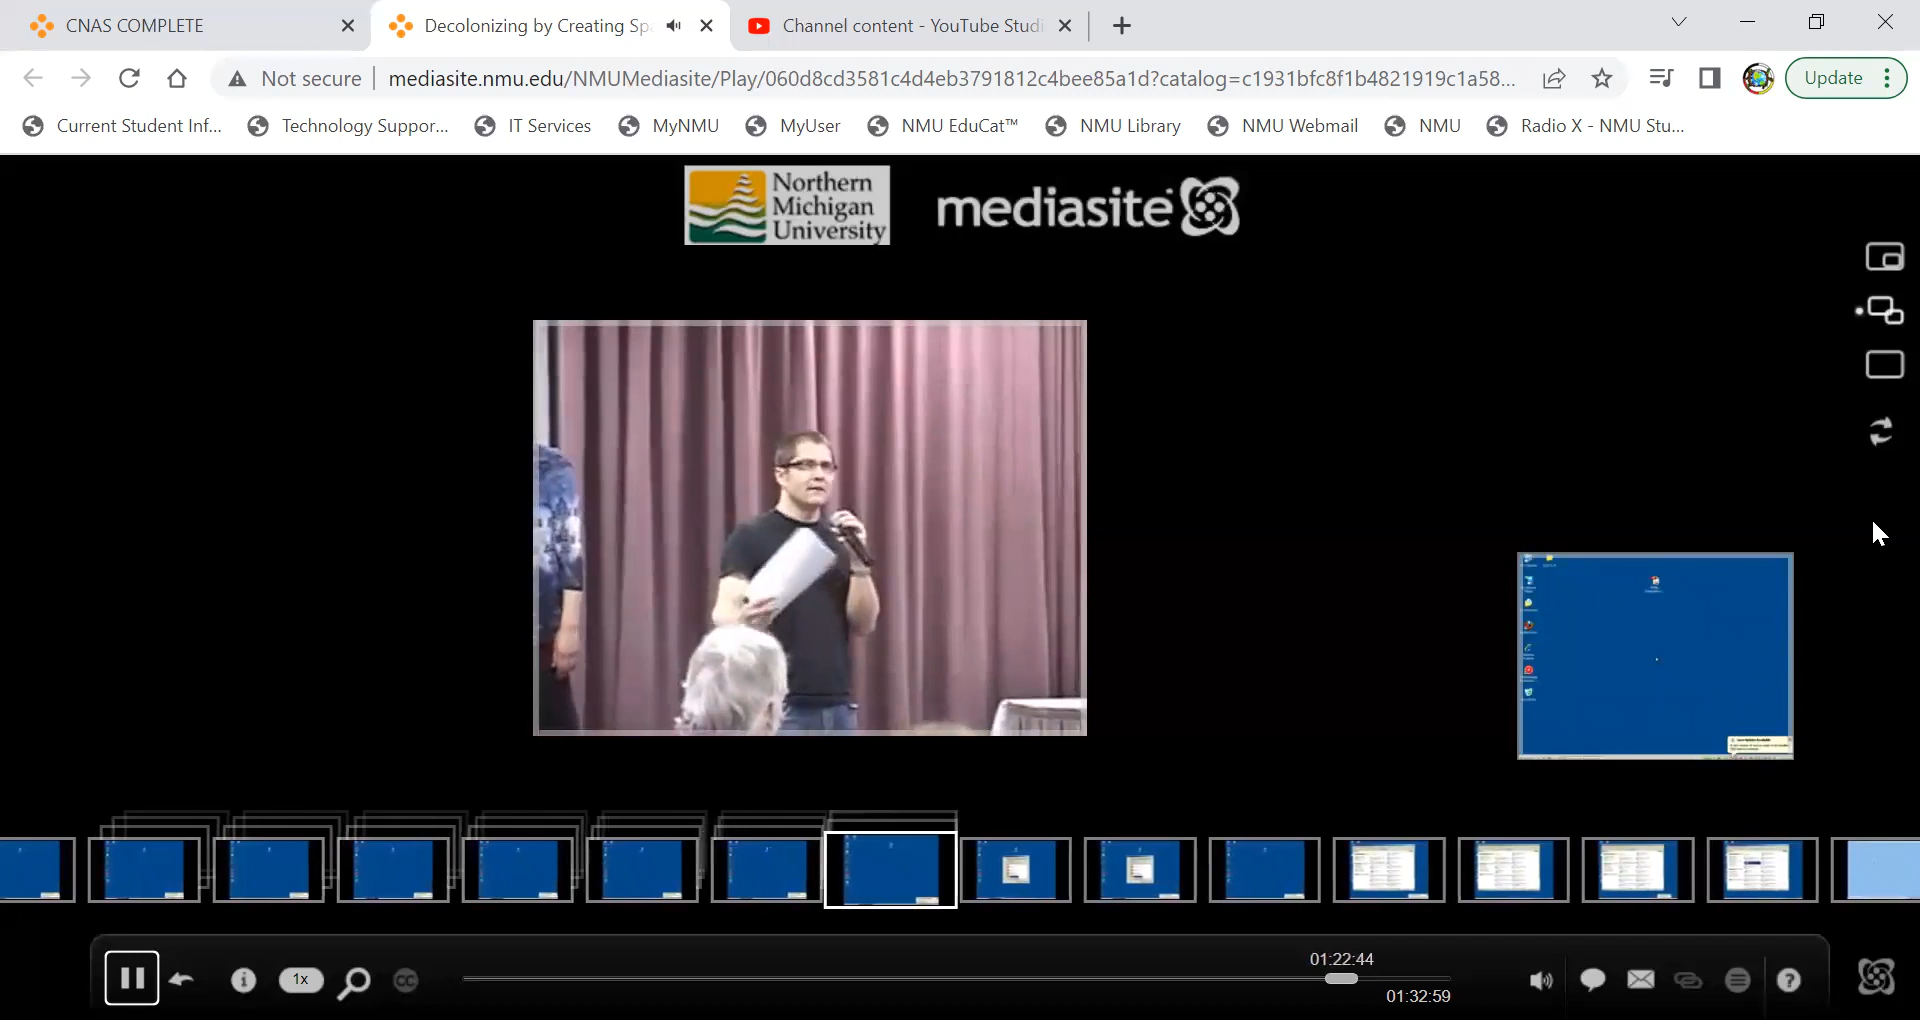 CNAS COMPLETE
Decolonizing by Creating Sp
Channel content - YouTube Studi
Not secure
mediasite.nmu.edu/NMUMediasite/Play/060d8cd3581c4d4eb3791812c4bee85a1d?catalog=c1931bfc8f1b4821919c1a58...
Update
Current Student Inf...
Technology Suppor...
IT Services
MyNMU
MyUser
NMU EduCat™
NMU Library
NMU Webmail
NMU
Radio X - NMU Stu...
Northern
Michigan
University
mediasite
01:22:44
1x
CC
01:32:59